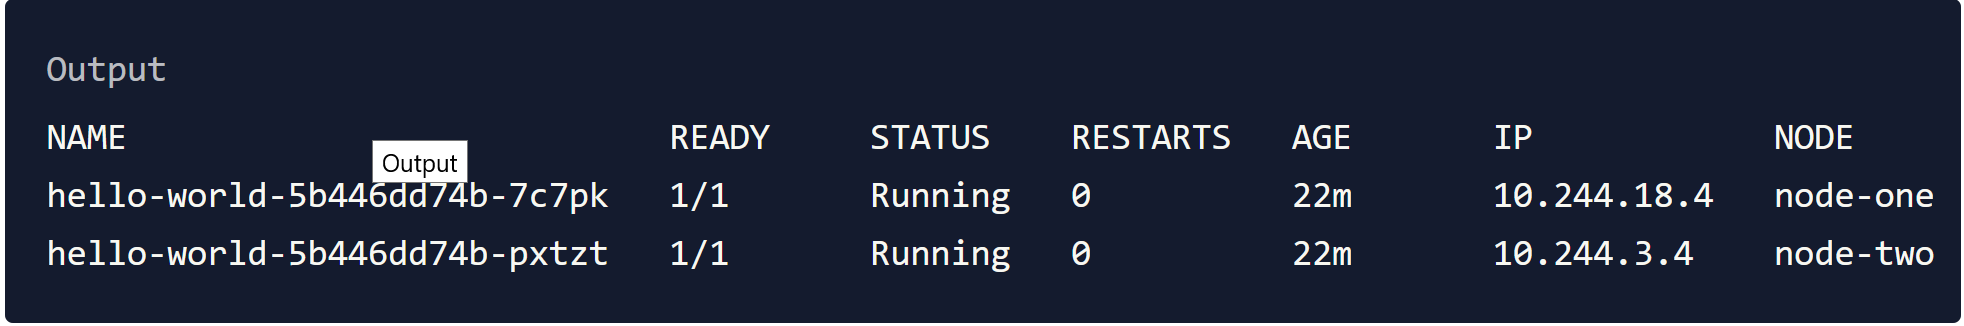 Output
NAME READY STATUS RESTARTS AGE IP NODE
Output
hello-world-5b446dd74b-7c7pk 1/1 Running 0 22m 10.244.18.4 node-one
hello-world-5b446dd74b-pxtzt 1/1 Running 0 22m 10.244.3.4 node-two